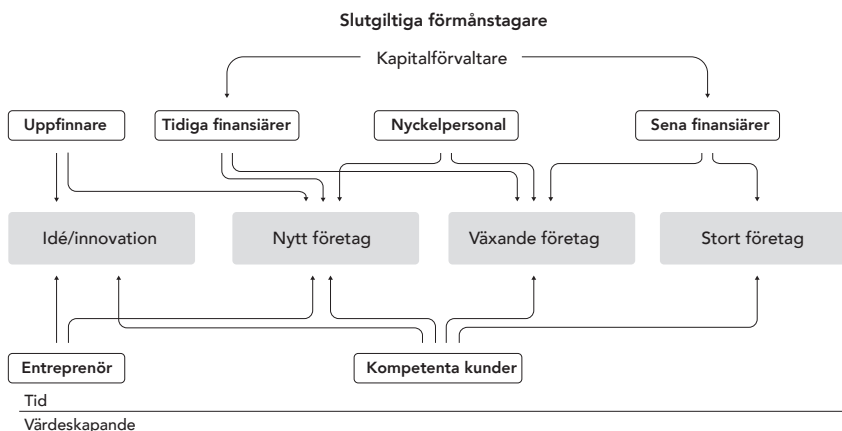 Slutgiltiga förmånstagare
Kapitalförvaltare
Uppfinnare
Tidiga finansiärer
Nyckelpersonal
Sena finansiärer
Idé/innovation
Nytt företag
Växande företag
Stort företag
Entreprenör
Kompetenta kunder
Tid
Värdeskapande